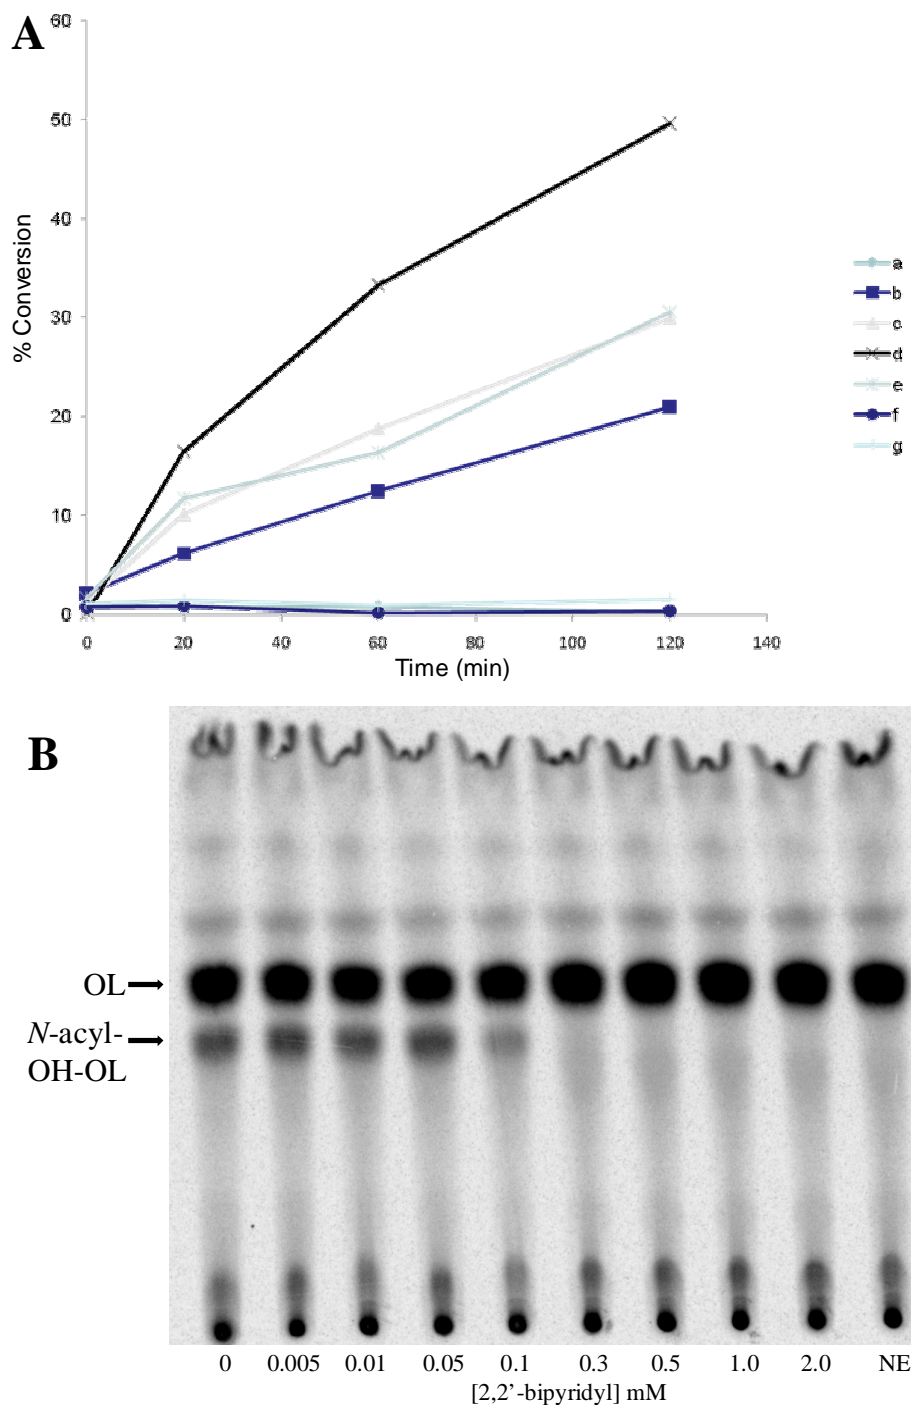 A
60
50
40
30
20
10
0
% Conversion
0 20 40 60 80 100 120 140
Time (min)
a
b
c
d
e
f
g
B
OL
N-acyl-
OH-OL
0 0.005 0.01 0.05 0.1 0.3 0.5 1.0 2.0 NE
[2,2’-bipyridyl] mM